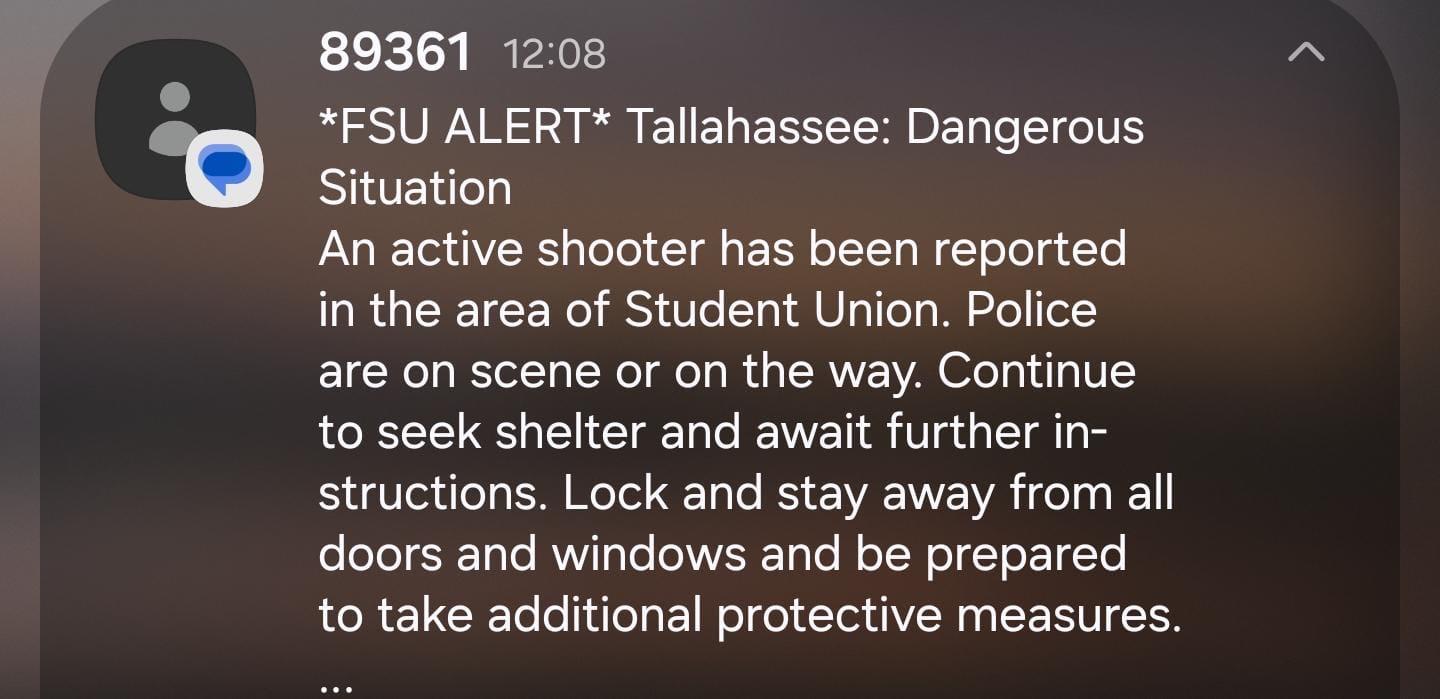 89361 12:08
*FSU ALERT* Tallahassee: Dangerous
Situation
An active shooter has been reported
in the area of Student Union. Police
are on scene or on the way. Continue
to seek shelter and await further in-
structions. Lock and stay away from all
doors and windows and be prepared
to take additional protective measures.
...